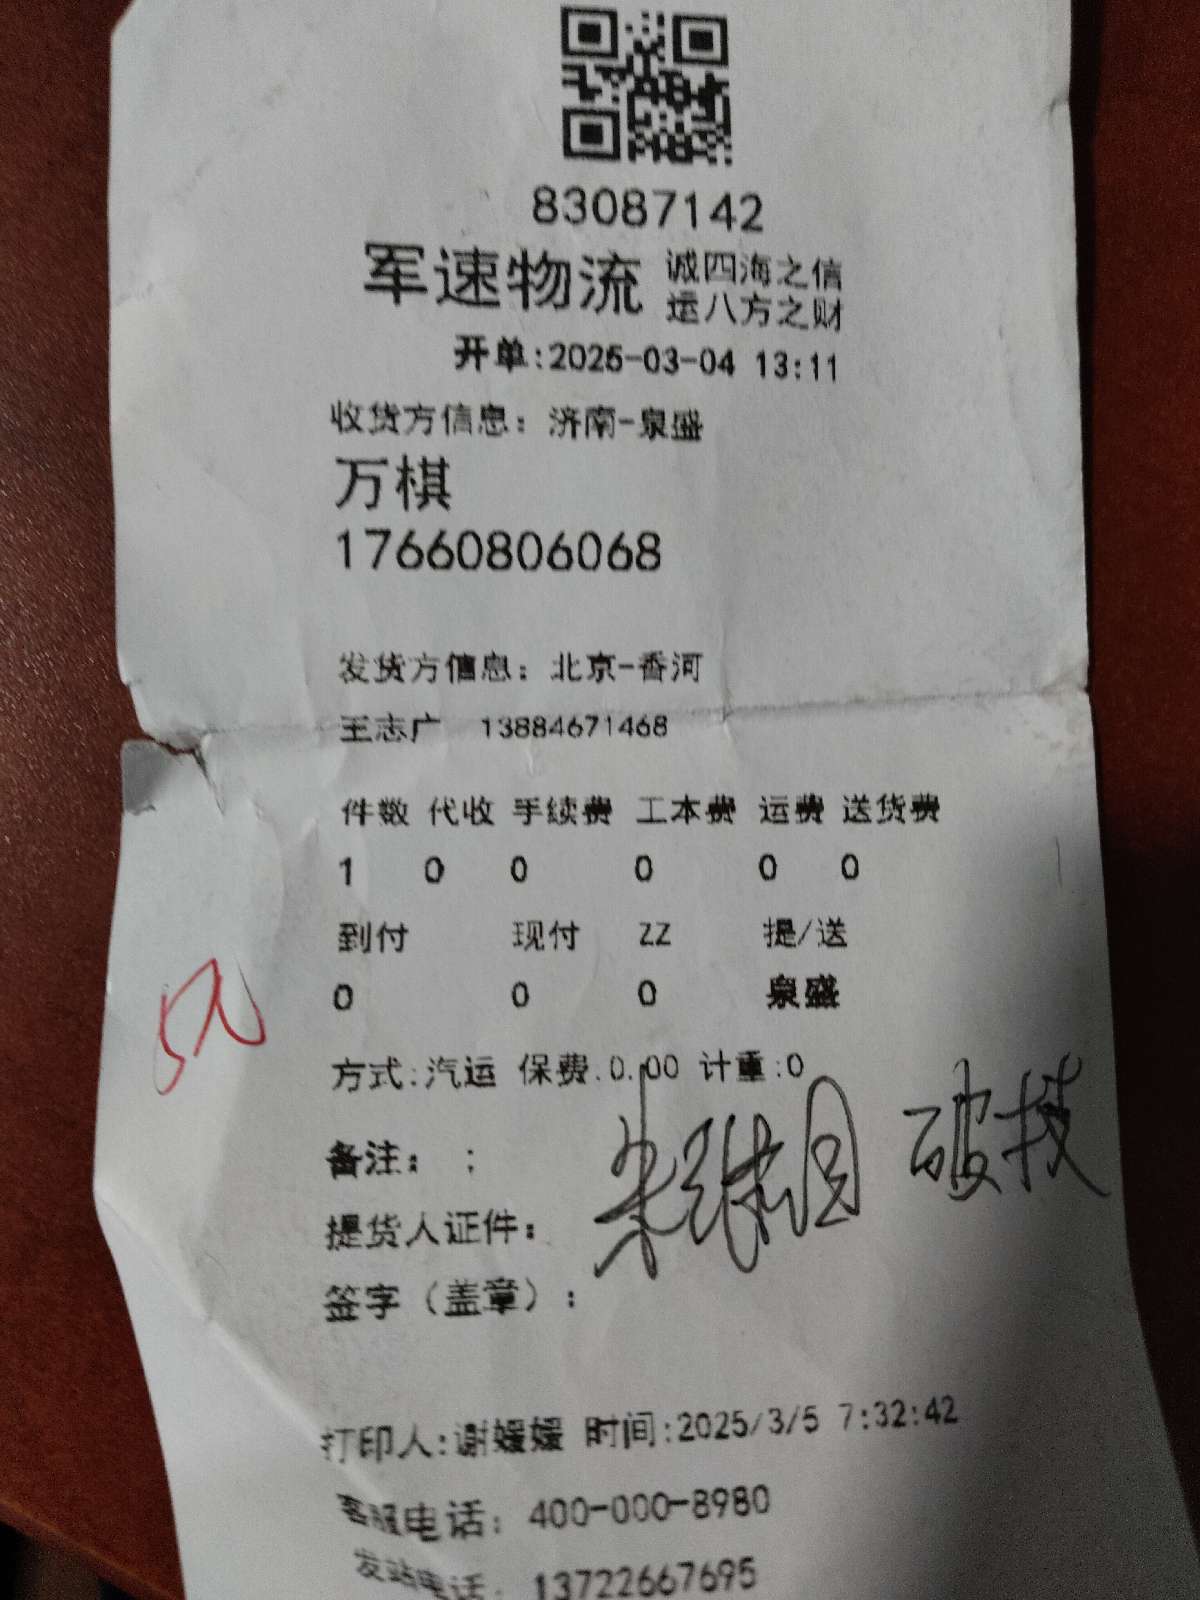 83087142
军速物流 诚四海之信
运八方之财
开单:2025-03-04 13:11
收货方信息：济南-泉盛
万棋
17660806068
发货方信息：北京-香河
王志广 13884671468
件数 代收 手续费 工本费 运费 送货费
1 0 0 0 0 0
到付 现付 ZZ 提/送
0 0 0 泉盛
方式:汽运 保费:0.00 计重:0
备注： ;
破损
提货人证件：
签字（盖章）：
打印人:谢媛媛 时间:2025/3/5 7:32:42
客服电话：400-000-8980
发站电话：13722667695